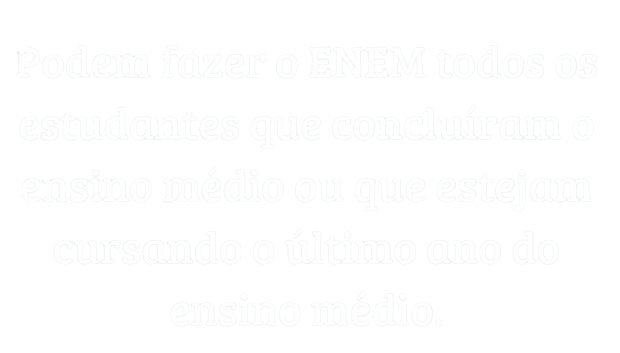 Podem fazer o ENEM todos os
estudantes que concluíram o
ensino médio ou que estejam
cursando o último ano do
ensino médio.